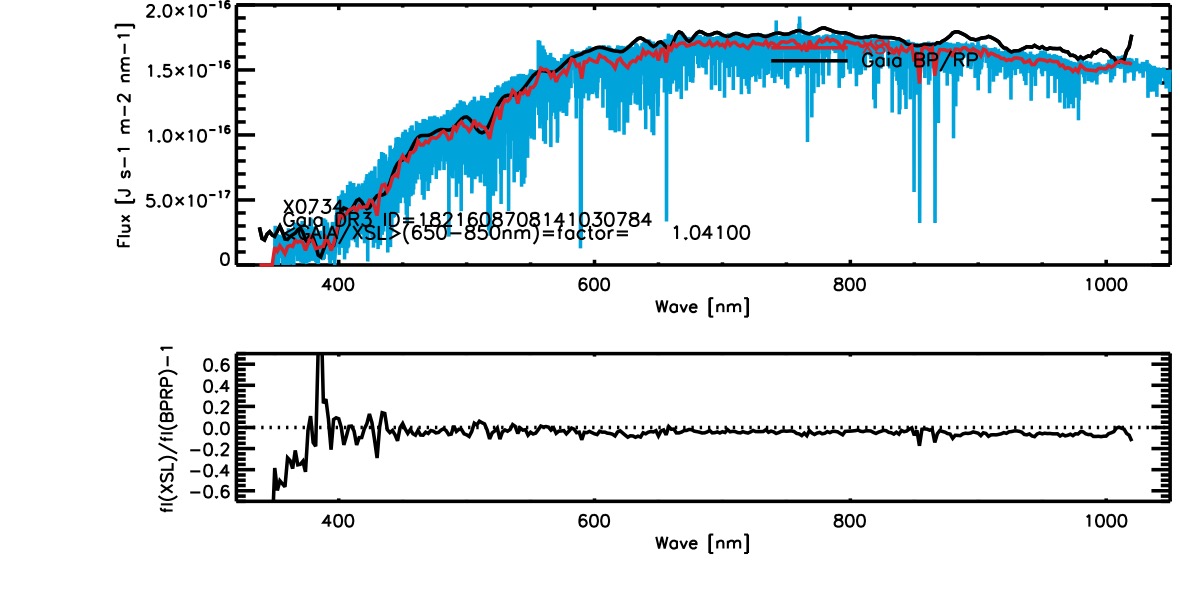 2.0×10−16
1.5×10−16
1.0×10−16
5.0×10−17
0
Flux [J s−1 m−2 nm−1]
Gaia BP/RP
X0734
Gaia DR3 ID=1821608708141030784
<GAIA/XSL>(650−850nm)=factor= 1.04100
400 600 800 1000
Wave [nm]
fl(XSL)/fl(BPRP)−1
0.6
0.4
0.2
0.0
−0.2
−0.4
−0.6
400 600 800 1000
Wave [nm]